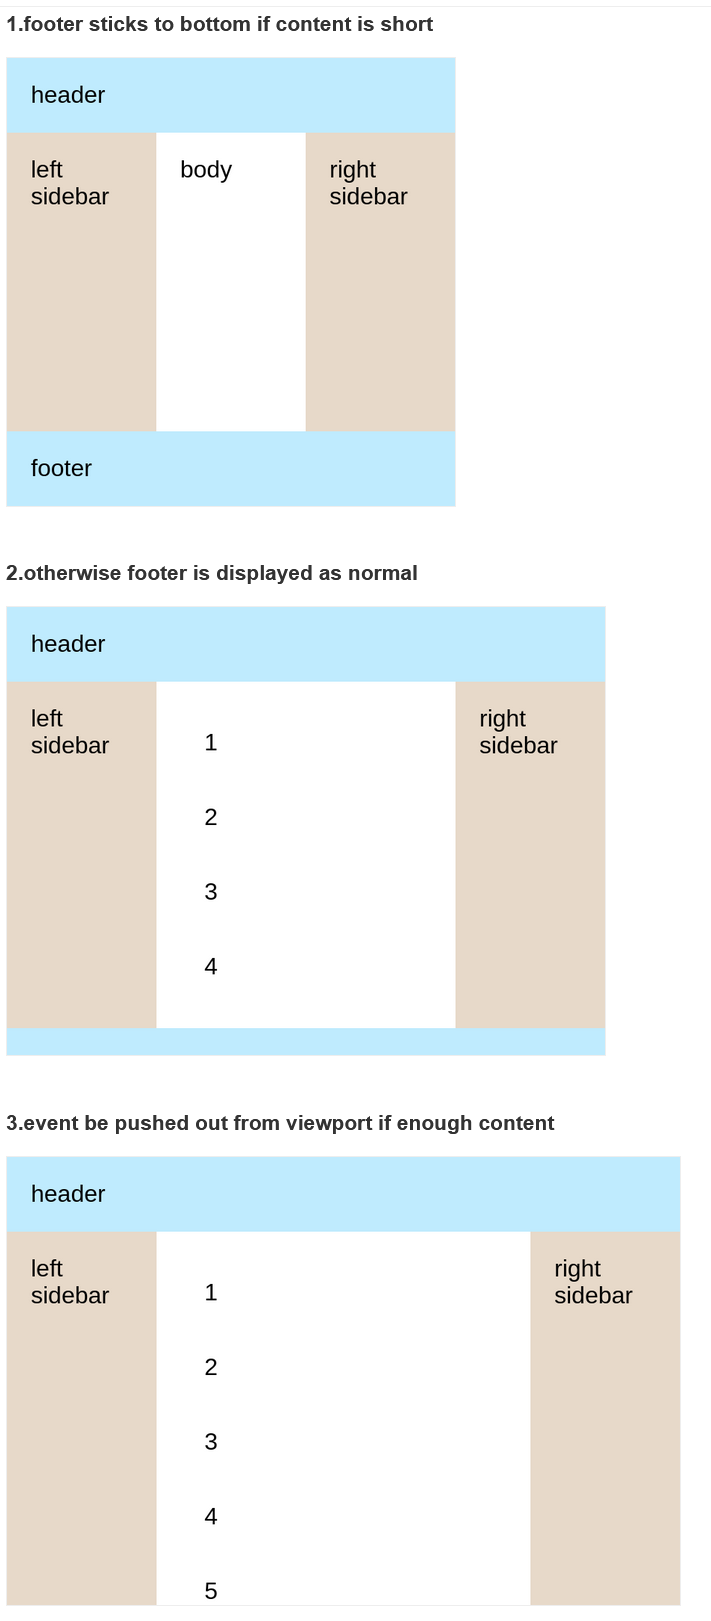 1.footer sticks to bottom if content is short
header
left
sidebar
body
right
sidebar
footer
2.otherwise footer is displayed as normal
header
left
sidebar
1
2
3
4
right
sidebar
3.event be pushed out from viewport if enough content
header
left
sidebar
1
2
3
4
5
right
sidebar